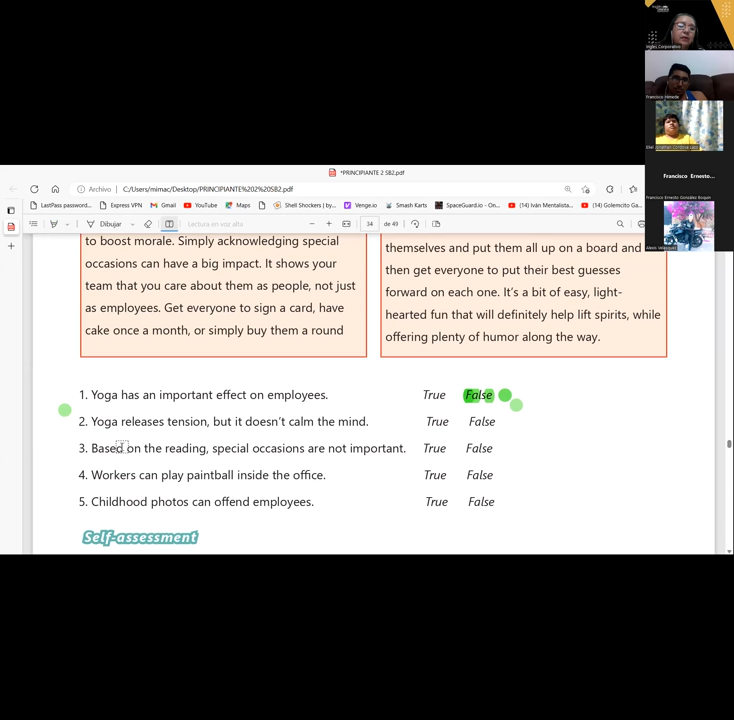 *PRINCIPIANTE 2 SB2.pdf
Archivo | C:/Users/mimac/Desktop/PRINCIPIANTE%202%20SB2.pdf
LastPass password... Express VPN Gmail YouTube Maps Shell Shockers | by... Venge.io Smash Karts SpaceGuard.io - On... (14) Iván Mentalista... (14) Golemcito Ga...
Dibujar Lectura en voz alta 34 de 49
to boost morale. Simply acknowledging special
occasions can have a big impact. It shows your
team that you care about them as people, not just
as employees. Get everyone to sign a card, have
cake once a month, or simply buy them a round
themselves and put them all up on a board and
then get everyone to put their best guesses
forward on each one. It's a bit of easy, light-
hearted fun that will definitely help lift spirits, while
offering plenty of humor along the way.
1. Yoga has an important effect on employees. True False
2. Yoga releases tension, but it doesn't calm the mind. True False
3. Based on the reading, special occasions are not important. True False
4. Workers can play paintball inside the office. True False
5. Childhood photos can offend employees. True False
Self-assessment
Francisco Ernesto...